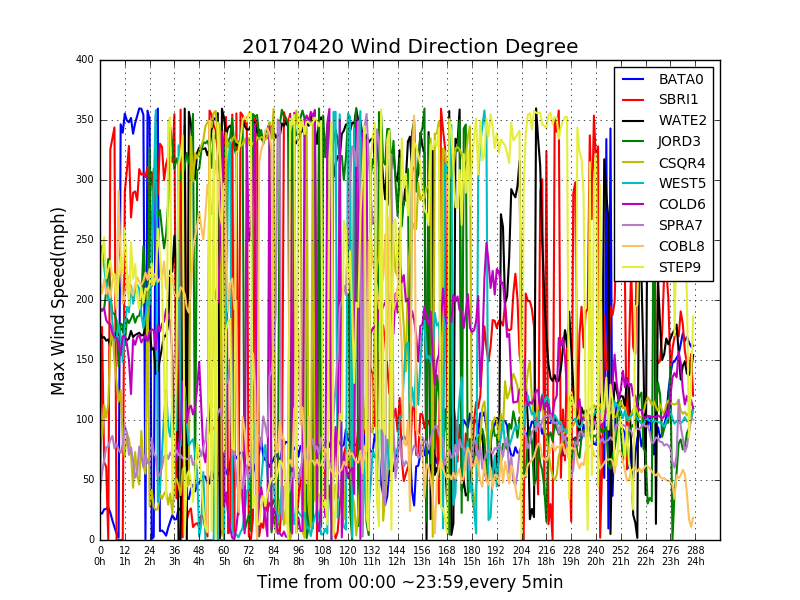 20170420 Wind Direction Degree
400
350
300
250
200
150
100
50
0
Max Wind Speed(mph)
BATA0
SBRI1
WATE2
JORD3
CSQR4
WEST5
COLD6
SPRA7
COBL8
STEP9
0 12 24 36 48 60 72 84 96 108 120 132 144 156 168 180 192 204 216 228 240 252 264 276 288
0h 1h 2h 3h 4h 5h 6h 7h 8h 9h 10h 11h 12h 13h 14h 15h 16h 17h 18h 19h 20h 21h 22h 23h 24h
Time from 00:00 ~23:59,every 5min